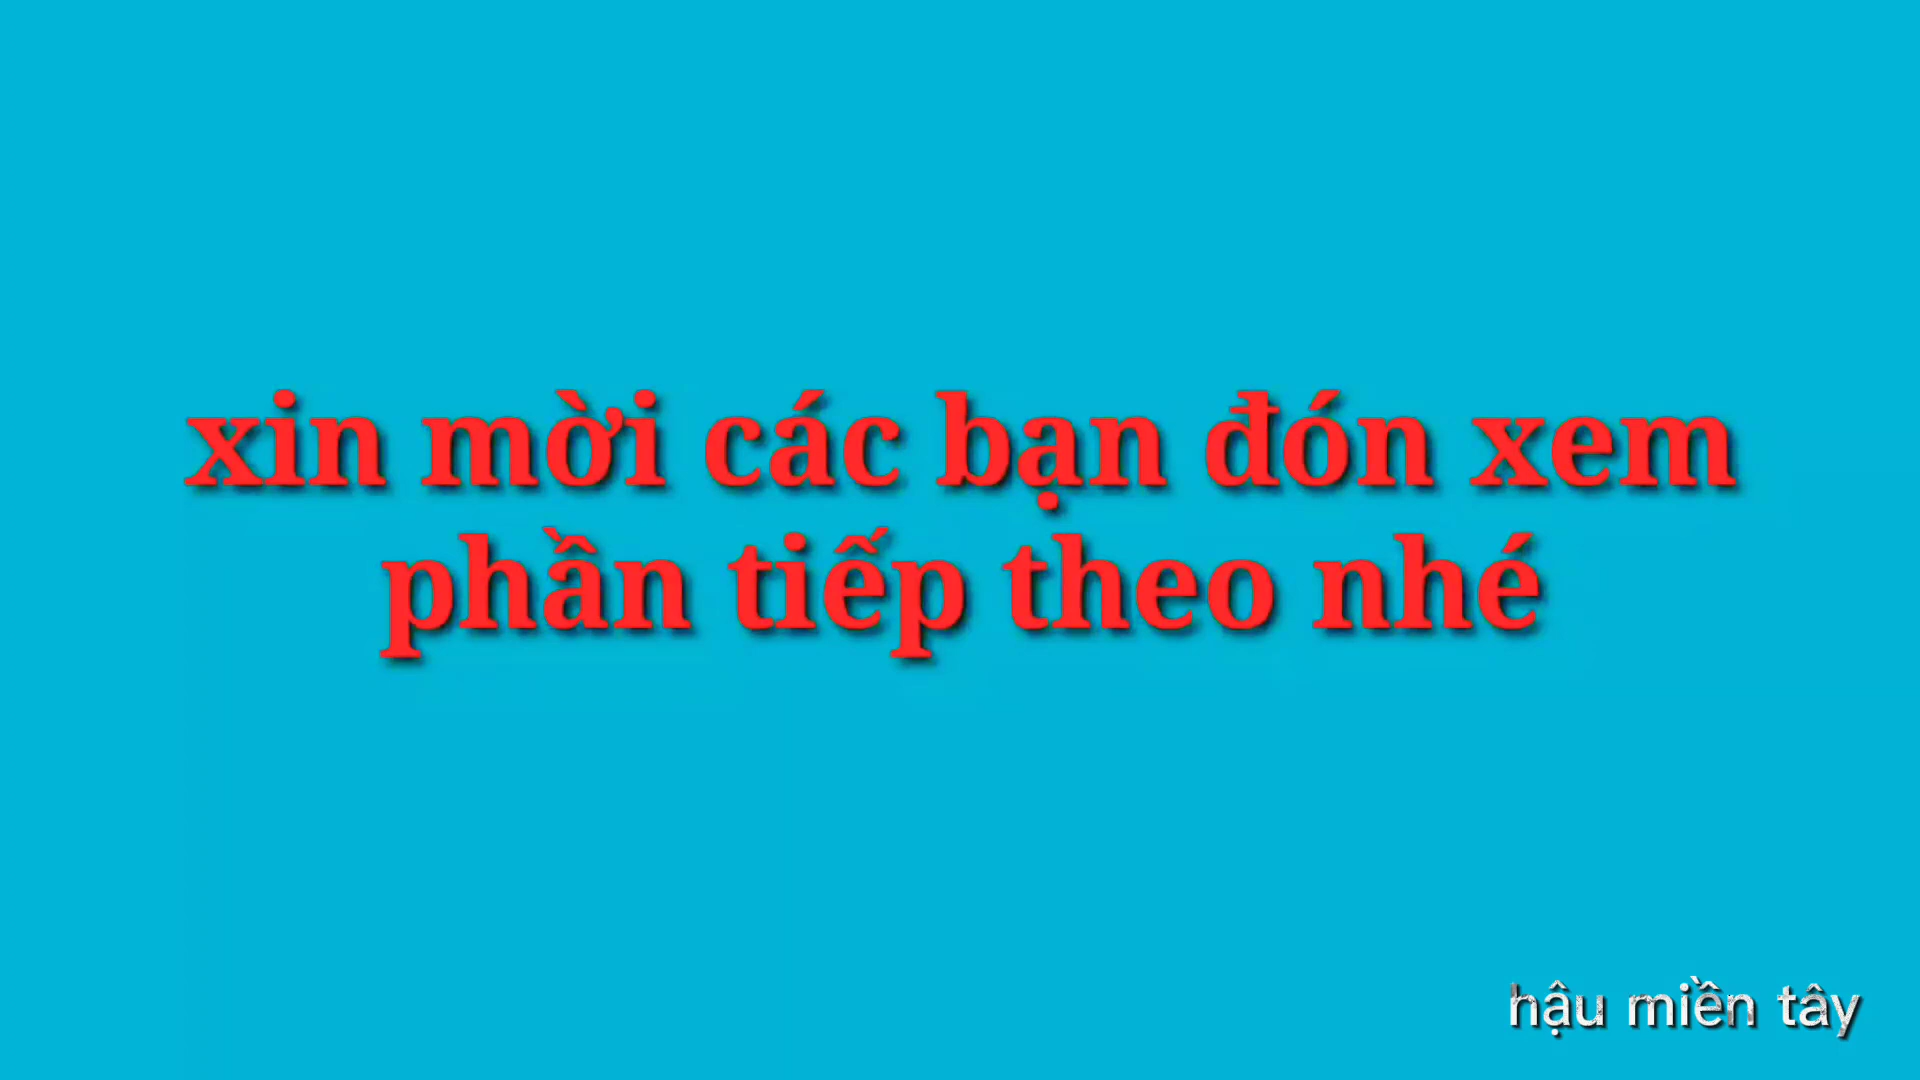 xin mời các bạn đón xem
phần tiếp theo nhé
hậu miền tây